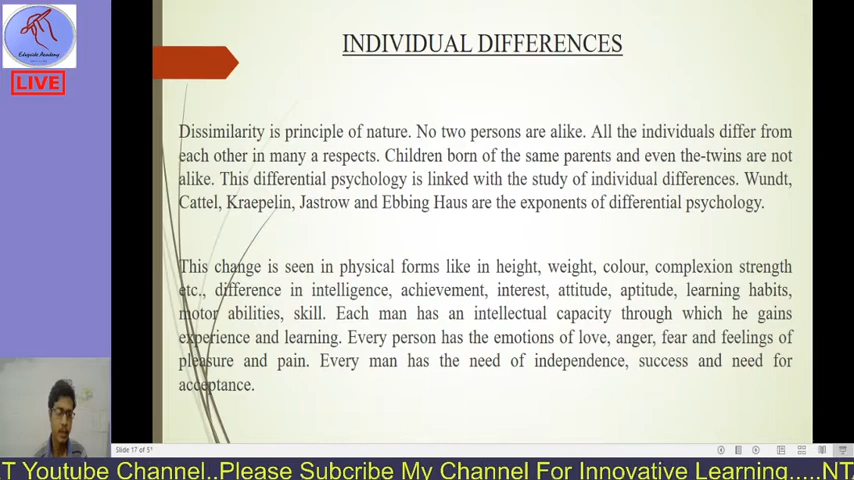 INDIVIDUAL DIFFERENCES
Eduguide Academy
LIVE
Dissimilarity is principle of nature. No two persons are alike. All the individuals differ from
each other in many a respects. Children born of the same parents and even the-twins are not
alike. This differential psychology is linked with the study of individual differences. Wundt,
Cattel, Kraepelin, Jastrow and Ebbing Haus are the exponents of differential psychology.
This change is seen in physical forms like in height, weight, colour, complexion strength
etc., difference in intelligence, achievement, interest, attitude, aptitude, learning habits,
motor abilities, skill. Each man has an intellectual capacity through which he gains
experience and learning. Every person has the emotions of love, anger, fear and feelings of
pleasure and pain. Every man has the need of independence, success and need for
acceptance.
Slide 17 of 51
T Youtube Channel..Please Subcribe My Channel For Innovative Learning.....NT